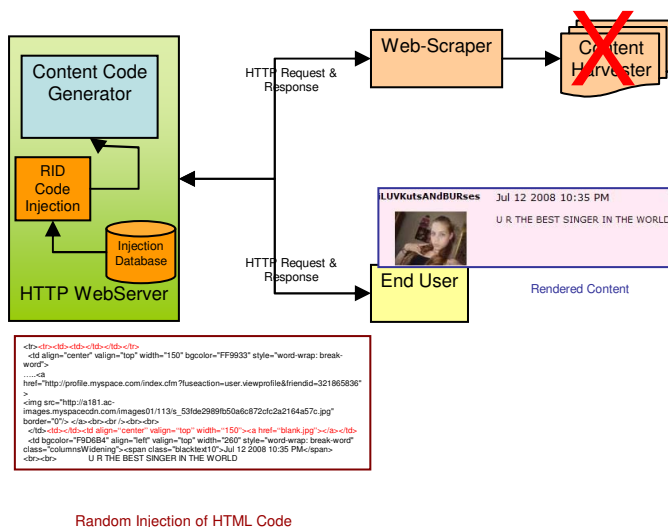 Content Code
Generator
RID
Code
Injection
Injection
Database
HTTP WebServer
HTTP Request &
Response
HTTP Request &
Response
Web-Scraper
Content
Harvester
iLUVKutsANdBURses Jul 12 2008 10:35 PM
U R THE BEST SINGER IN THE WORLD
End User
Rendered Content
<tr><tr><td><td></td></td></tr>
<td align="center" valign="top" width="150" bgcolor="FF9933" style="word-wrap: break-
word">
.....<a
href="http://profile.myspace.com/index.cfm?fuseaction=user.viewprofile&friendid=321865836"
>
<img src="http://a181.ac-
images.myspacecdn.com/images01/113/s_53fde2989fb50a6c872cfc2a2164a57c.jpg"
border="0"/> </a><br><br /><br><br>
</td><td></td><td align="center" valign="top" width="150"><a href="blank.jpg"></a></td>
<td bgcolor="F9D6B4" align="left" valign="top" width="260" style="word-wrap: break-word"
class="columnsWidening"><span class="blacktext10">Jul 12 2008 10:35 PM</span>
<br><br> U R THE BEST SINGER IN THE WORLD
Random Injection of HTML Code